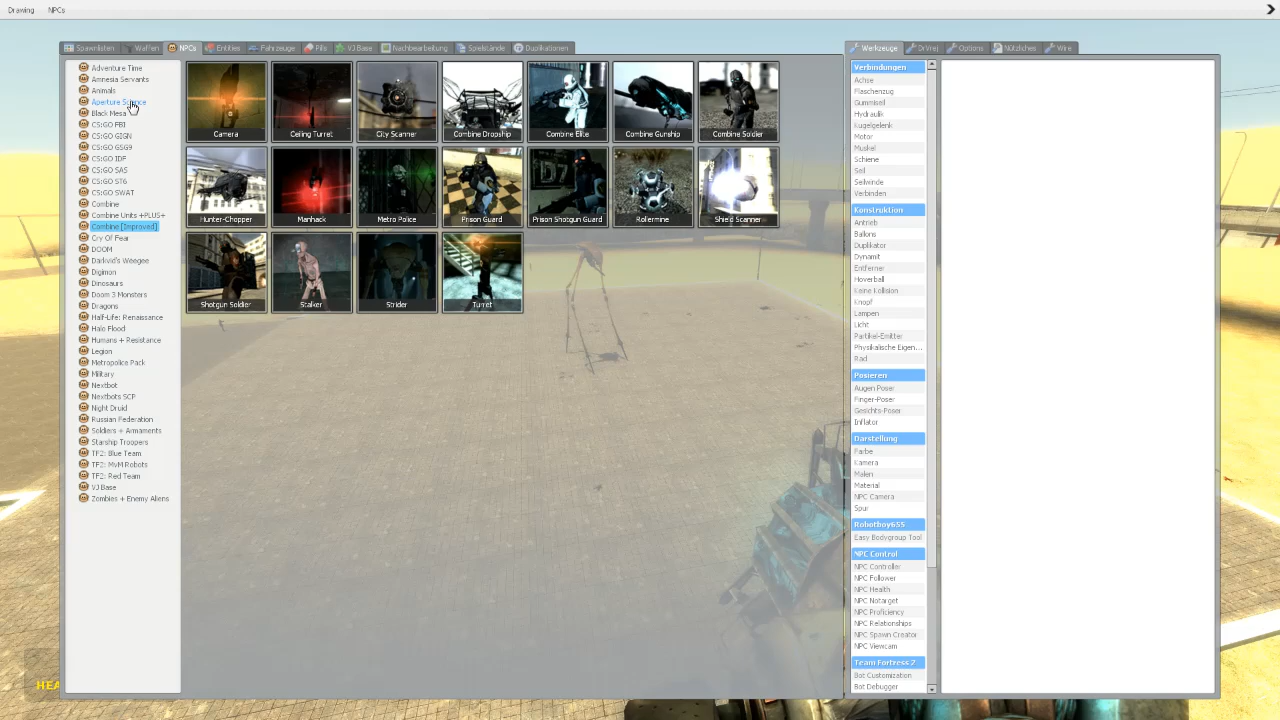 Drawing NPCs
Spawnlisten Waffen NPCs Entities Fahrzeuge Pills VJ Base Nachbearbeitung Spielstände Duplikationen
Werkzeuge DrVrej Options Nützliches Wire
Adventure Time
Amnesia Servants
Animals
Aperture Science
Black Mesa
CS:GO FBI
CS:GO GIGN
CS:GO GSG9
CS:GO IDF
CS:GO SAS
CS:GO ST6
CS:GO SWAT
Combine
Combine Units +PLUS+
Combine [Improved]
Cry Of Fear
DOOM
Darkvid's Weegee
Digimon
Dinosaurs
Doom 3 Monsters
Dragons
Half-Life: Renaissance
Halo Flood
Humans + Resistance
Legion
Metropolice Pack
Military
Nextbot
Nextbots SCP
Night Druid
Russian Federation
Soldiers + Armaments
Starship Troopers
TF2: Blue Team
TF2: MvM Robots
TF2: Red Team
VJ Base
Zombies + Enemy Aliens
Camera Ceiling Turret City Scanner Combine Dropship Combine Elite Combine Gunship Combine Soldier
Hunter-Chopper Manhack Metro Police Prison Guard Prison Shotgun Guard Rollermine Shield Scanner
Shotgun Soldier Stalker Strider Turret
D7
HEA
Verbindungen
Achse
Flaschenzug
Gummiseil
Hydraulik
Kugelgelenk
Motor
Muskel
Schiene
Seil
Seilwinde
Verbinden
Konstruktion
Antrieb
Ballons
Duplikator
Dynamit
Entferner
Hoverball
Keine Kollision
Knopf
Lampen
Licht
Partikel-Emitter
Physikalische Eigen...
Rad
Posieren
Augen Poser
Finger-Poser
Gesichts-Poser
Inflator
Darstellung
Farbe
Kamera
Malen
Material
NPC Camera
Spur
Robotboy655
Easy Bodygroup Tool
NPC Control
NPC Controller
NPC Follower
NPC Health
NPC Notarget
NPC Proficiency
NPC Relationships
NPC Spawn Creator
NPC Viewcam
Team Fortress 2
Bot Customization
Bot Debugger